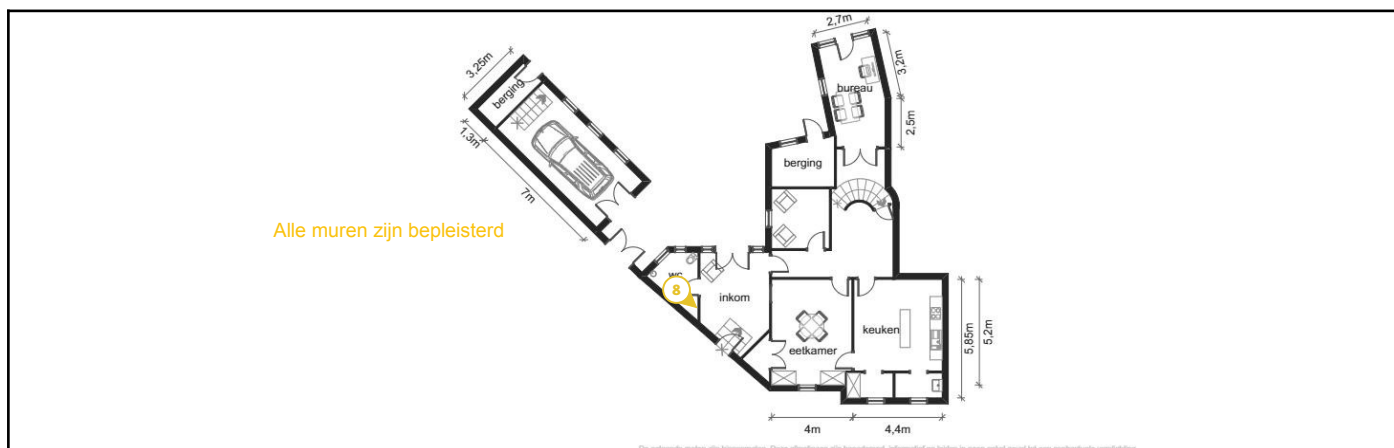 2,7m
3,25m
3,2m
berging
bureau
2,5m
1,3m
berging
7m
Alle muren zijn bepleisterd
wc
8
inkom
keuken
eetkamer
5,85m
5,2m
4m
4,4m